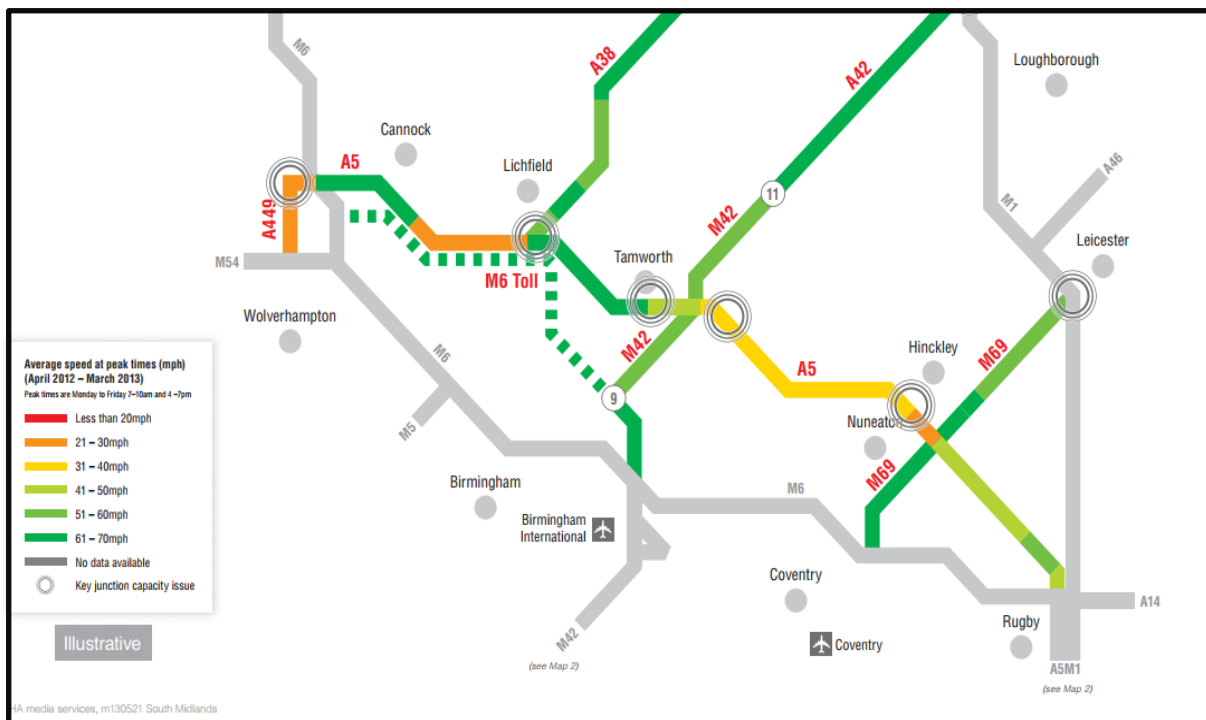 M6
A38
A42
Loughborough
Cannock
A5
Lichfield
A46
11
M1
A449
M42
Leicester
M54
Tamworth
M6 Toll
Wolverhampton
M42
Hinckley
M6
A5
M69
Average speed at peak times (mph)
(April 2012 – March 2013)
Peak times are Monday to Friday 7–10am and 4 –7pm
Less than 20mph
21 – 30mph
31 – 40mph
41 – 50mph
51 – 60mph
61 – 70mph
No data available
Key junction capacity issue
9
M5
Nuneaton
M69
Birmingham
M6
Birmingham
International
Coventry
A14
Rugby
M42
Coventry
Illustrative
(see Map 2)
A5M1
(see Map 2)
HA media services, m130521 South Midlands